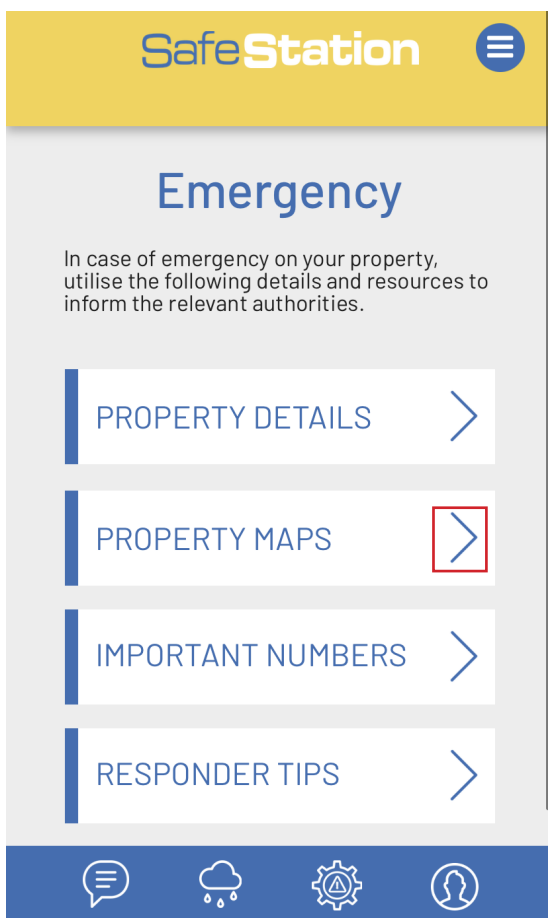 SafeStation
Emergency
In case of emergency on your property,
utilise the following details and resources to
inform the relevant authorities.
PROPERTY DETAILS
PROPERTY MAPS
IMPORTANT NUMBERS
RESPONDER TIPS